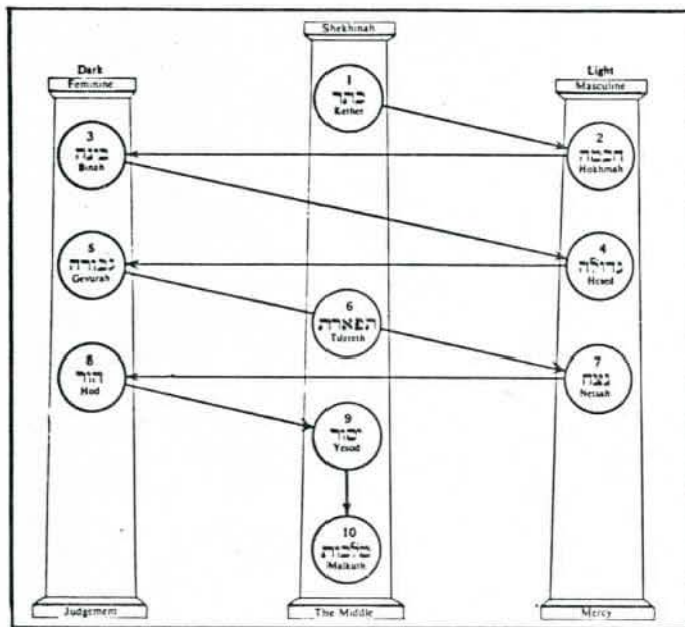 Shekhinah
Dark
Feminine
Light
Masculine
1
כתר
Kether
2
חכמה
Hokhmah
3
בינה
Binah
4
גדולה
Hesed
5
גבורה
Gevurah
6
תפארת
Tifereth
7
נצח
Netsah
8
הוד
Hod
9
יסוד
Yesod
10
מלכות
Malkuth
Judgement
The Middle
Mercy